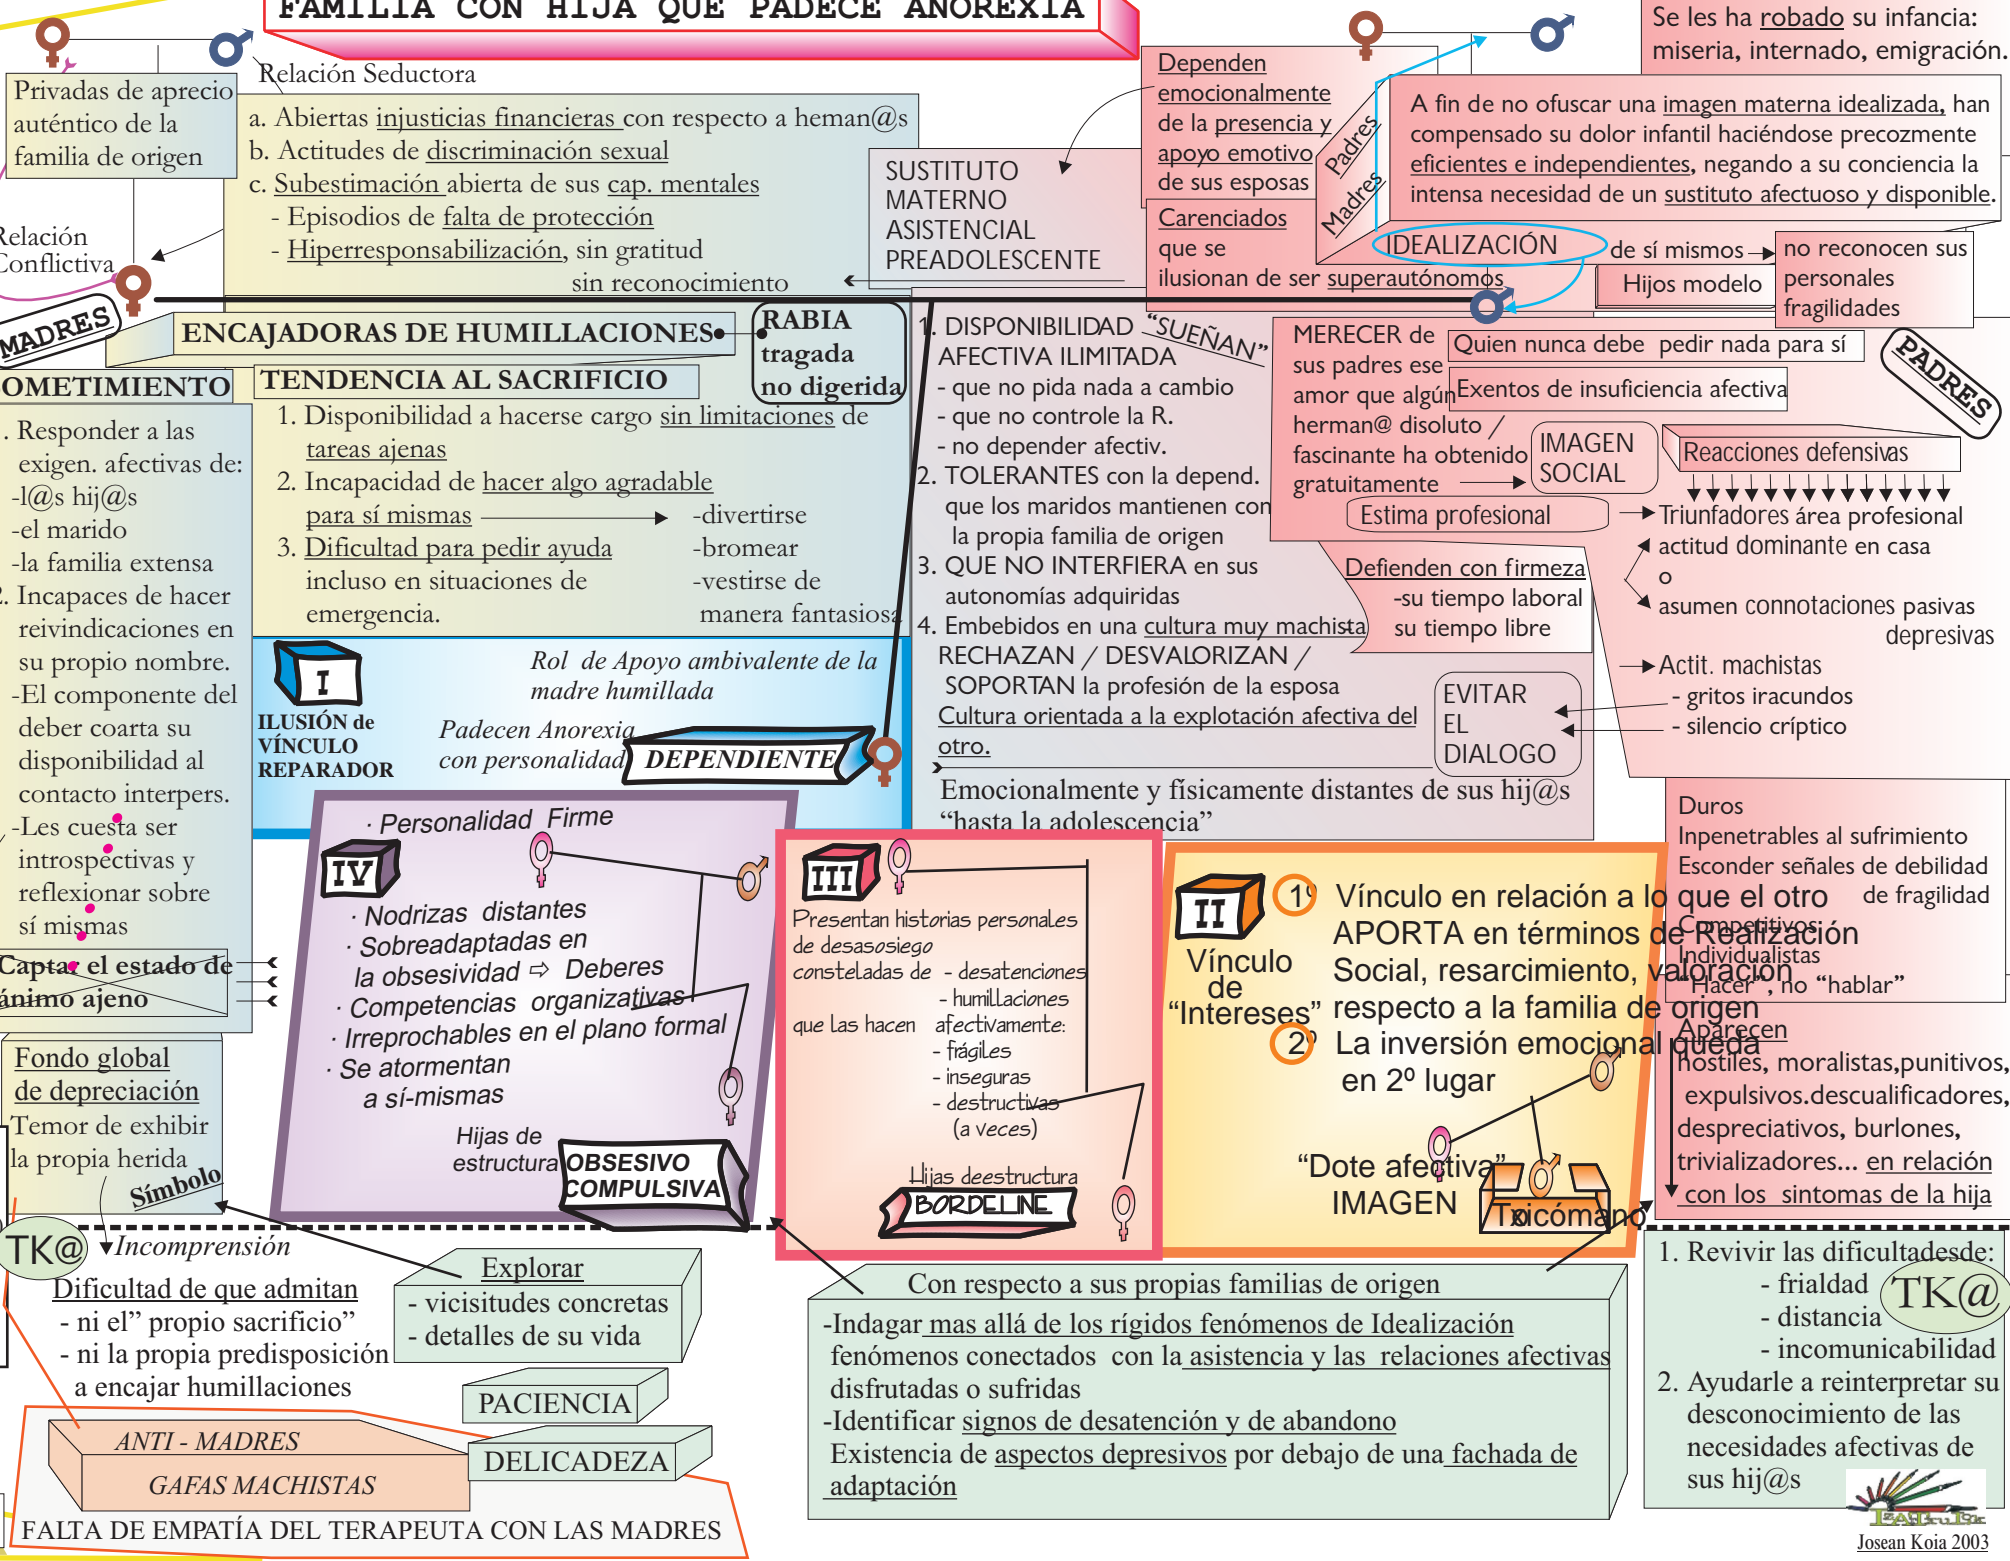 FAMILIA CON HIJA QUE PADECE ANOREXIA
Privadas de aprecio
auténtico de la
familia de origen
Relación Seductora
a. Abiertas injusticias financieras con respecto a heman@s
b. Actitudes de discriminación sexual
c. Subestimación abierta de sus cap. mentales
- Episodios de falta de protección
- Hiperresponsabilización, sin gratitud
sin reconocimiento
Relación
Conflictiva
MADRES
SUSTITUTO
MATERNO
ASISTENCIAL
PREADOLESCENTE
Dependen
emocionalmente
de la presencia y
apoyo emotivo
de sus esposas
Carenciados
que se
ilusionan de ser superautónomos
Padres
Madres
Se les ha robado su infancia:
miseria, internado, emigración.
A fin de no ofuscar una imagen materna idealizada, han
compensado su dolor infantil haciéndose precozmente
eficientes e independientes, negando a su conciencia la
intensa necesidad de un sustituto afectuoso y disponible.
IDEALIZACIÓN
de sí mismos
Hijos modelo
no reconocen sus
personales
fragilidades
ENCAJADORAS DE HUMILLACIONES
RABIA
tragada
no digerida
OMETIMIENTO
TENDENCIA AL SACRIFICIO
. Responder a las
exigen. afectivas de:
-l@s hij@s
-el marido
-la familia extensa
2. Incapaces de hacer
reivindicaciones en
su propio nombre.
-El componente del
deber coarta su
disponibilidad al
contacto interpers.
-Les cuesta ser
introspectivas y
reflexionar sobre
sí mismas
Captar el estado de
ánimo ajeno
1. Disponibilidad a hacerse cargo sin limitaciones de
tareas ajenas
2. Incapacidad de hacer algo agradable
para sí mismas
-divertirse
-bromear
-vestirse de
manera fantasiosa
3. Dificultad para pedir ayuda
incluso en situaciones de
emergencia.
1. DISPONIBILIDAD “SUEÑAN”
AFECTIVA ILIMITADA
- que no pida nada a cambio
- que no controle la R.
- no depender afectiv.
2. TOLERANTES con la depend.
que los maridos mantienen con
la propia familia de origen
3. QUE NO INTERFIERA en sus
autonomías adquiridas
4. Embebidos en una cultura muy machista
RECHAZAN / DESVALORIZAN /
SOPORTAN la profesión de la esposa
Cultura orientada a la explotación afectiva del
otro.
Emocionalmente y físicamente distantes de sus hij@s
“hasta la adolescencia”
MERECER de
sus padres ese
amor que algún
herman@ disoluto /
fascinante ha obtenido
gratuitamente
Quien nunca debe pedir nada para sí
Exentos de insuficiencia afectiva
PADRES
IMAGEN
SOCIAL
Estima profesional
Reacciones defensivas
Triunfadores área profesional
actitud dominante en casa
o
asumen connotaciones pasivas
depresivas
Actit. machistas
- gritos iracundos
- silencio críptico
Defienden con firmeza
-su tiempo laboral
su tiempo libre
EVITAR
EL
DIALOGO
I
ILUSIÓN de
VÍNCULO
REPARADOR
Rol de Apoyo ambivalente de la
madre humillada
Padecen Anorexia
con personalidad
DEPENDIENTE
IV
· Personalidad Firme
· Nodrizas distantes
· Sobreadaptadas en
la obsesividad ⇨ Deberes
· Competencias organizativas
· Irreprochables en el plano formal
· Se atormentan
a sí-mismas
Hijas de
estructura
OBSESIVO
COMPULSIVA
III
Presentan historias personales
de desasosiego
consteladas de - desatenciones
- humillaciones
que las hacen afectivamente:
- frágiles
- inseguras
- destructivas
(a veces)
Hijas deestructura
BORDELINE
II
Vínculo
de
“Intereses”
1º Vínculo en relación a lo que el otro
APORTA en términos de Realización
Social, resarcimiento, valoración
respecto a la familia de origen
2º La inversión emocional queda
en 2º lugar
“Dote afectiva”
IMAGEN
Toxicómano
Duros
Inpenetrables al sufrimiento
Esconder señales de debilidad
de fragilidad
Competitivos
Individualistas
“Hacer”, no “hablar”
Aparecen
hostiles, moralistas,punitivos,
expulsivos.descualificadores,
despreciativos, burlones,
trivializadores... en relación
con los sintomas de la hija
Fondo global
de depreciación
Temor de exhibir
la propia herida
Símbolo
TK@
Incomprensión
Dificultad de que admitan
- ni el” propio sacrificio”
- ni la propia predisposición
a encajar humillaciones
Explorar
- vicisitudes concretas
- detalles de su vida
PACIENCIA
DELICADEZA
ANTI - MADRES
GAFAS MACHISTAS
FALTA DE EMPATÍA DEL TERAPEUTA CON LAS MADRES
Con respecto a sus propias familias de origen
-Indagar mas allá de los rígidos fenómenos de Idealización
fenómenos conectados con la asistencia y las relaciones afectivas
disfrutadas o sufridas
-Identificar signos de desatención y de abandono
Existencia de aspectos depresivos por debajo de una fachada de
adaptación
1. Revivir las dificultadesde:
- frialdad
- distancia
- incomunicabilidad
TK@
2. Ayudarle a reinterpretar su
desconocimiento de las
necesidades afectivas de
sus hij@s
Josean Koia 2003